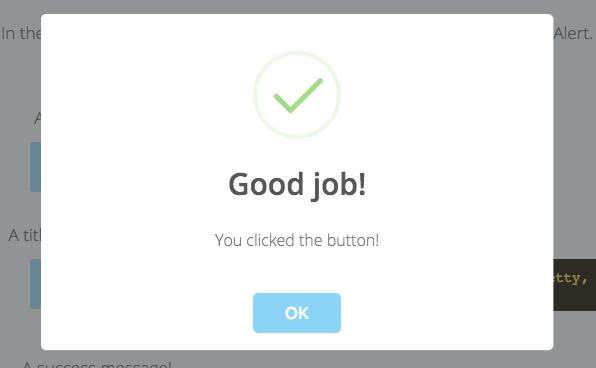 In the
Alert.
A
Good job!
You clicked the button!
A titl
etty,
OK
A success message!